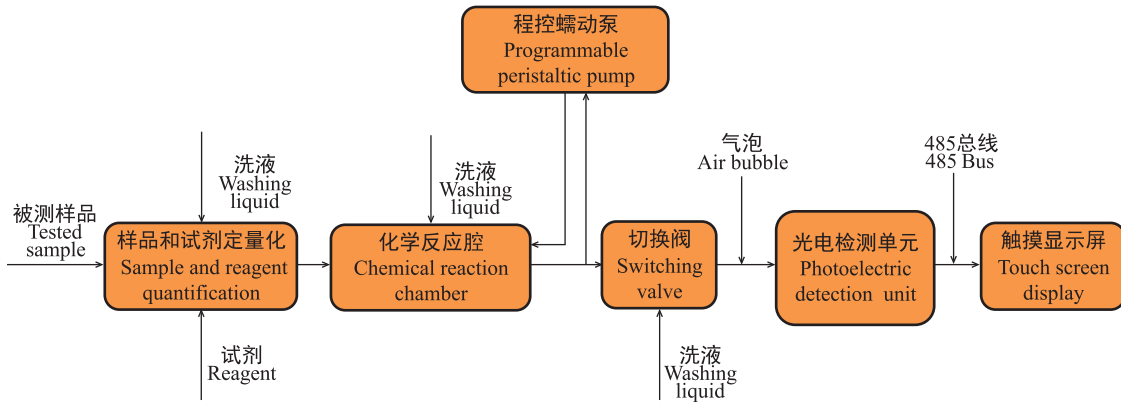 程控蠕动泵
Programmable
peristaltic pump
洗液
Washing
liquid
洗液
Washing
liquid
气泡
Air bubble
485总线
485 Bus
被测样品
Tested
sample
样品和试剂定量化
Sample and reagent
quantification
化学反应腔
Chemical reaction
chamber
切换阀
Switching
valve
光电检测单元
Photoelectric
detection unit
触摸显示屏
Touch screen
display
试剂
Reagent
洗液
Washing
liquid